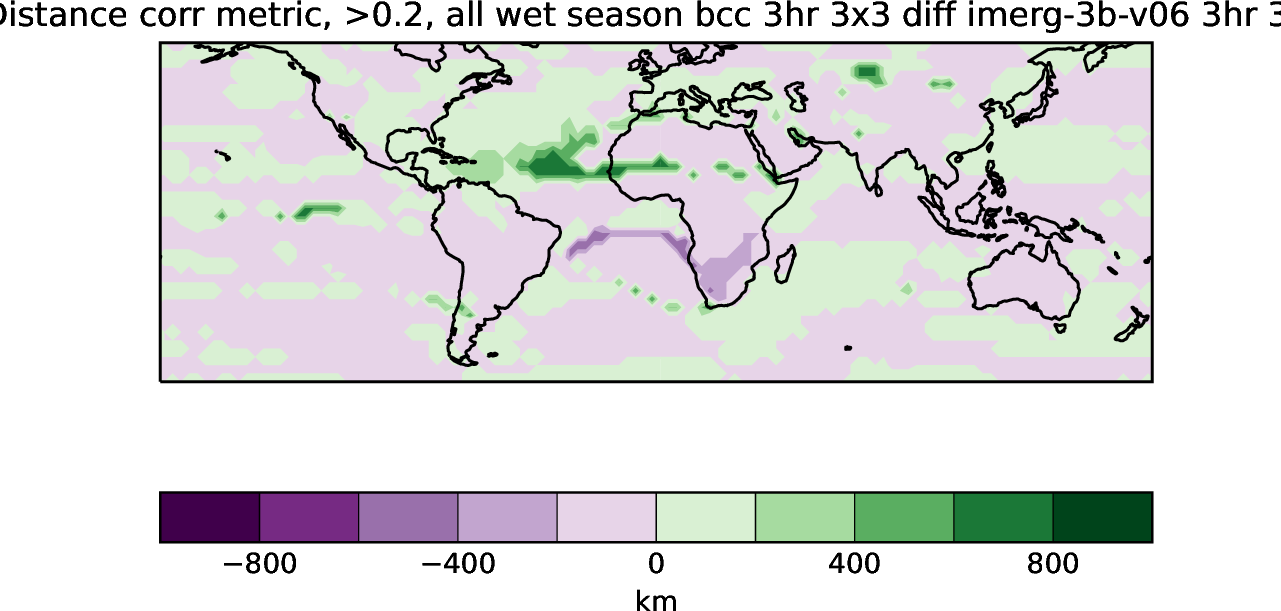 Distance corr metric, >0.2, all wet season bcc 3hr 3x3 diff imerg-3b-v06 3hr 3
−800 −400 0 400 800
km